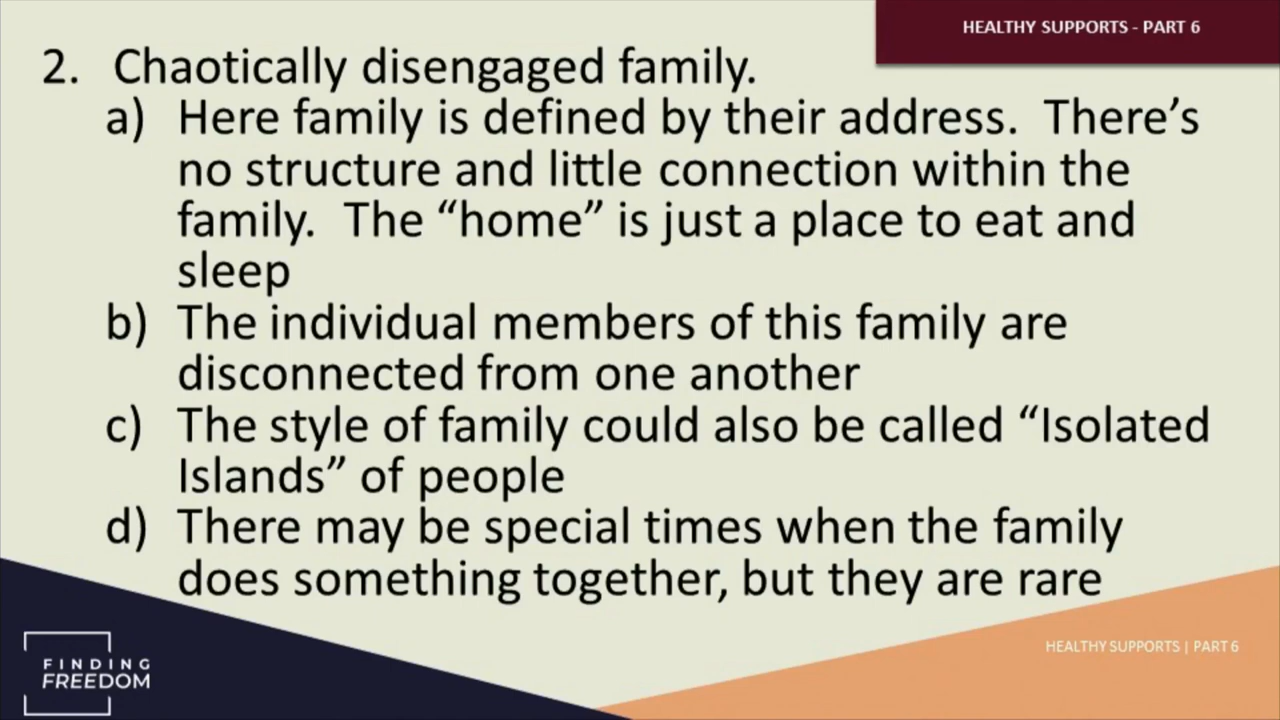 HEALTHY SUPPORTS - PART 6
2. Chaotically disengaged family.
a) Here family is defined by their address. There's
no structure and little connection within the
family. The “home” is just a place to eat and
sleep
b) The individual members of this family are
disconnected from one another
c) The style of family could also be called “Isolated
Islands” of people
d) There may be special times when the family
does something together, but they are rare
HEALTHY SUPPORTS | PART 6
FINDING
FREEDOM